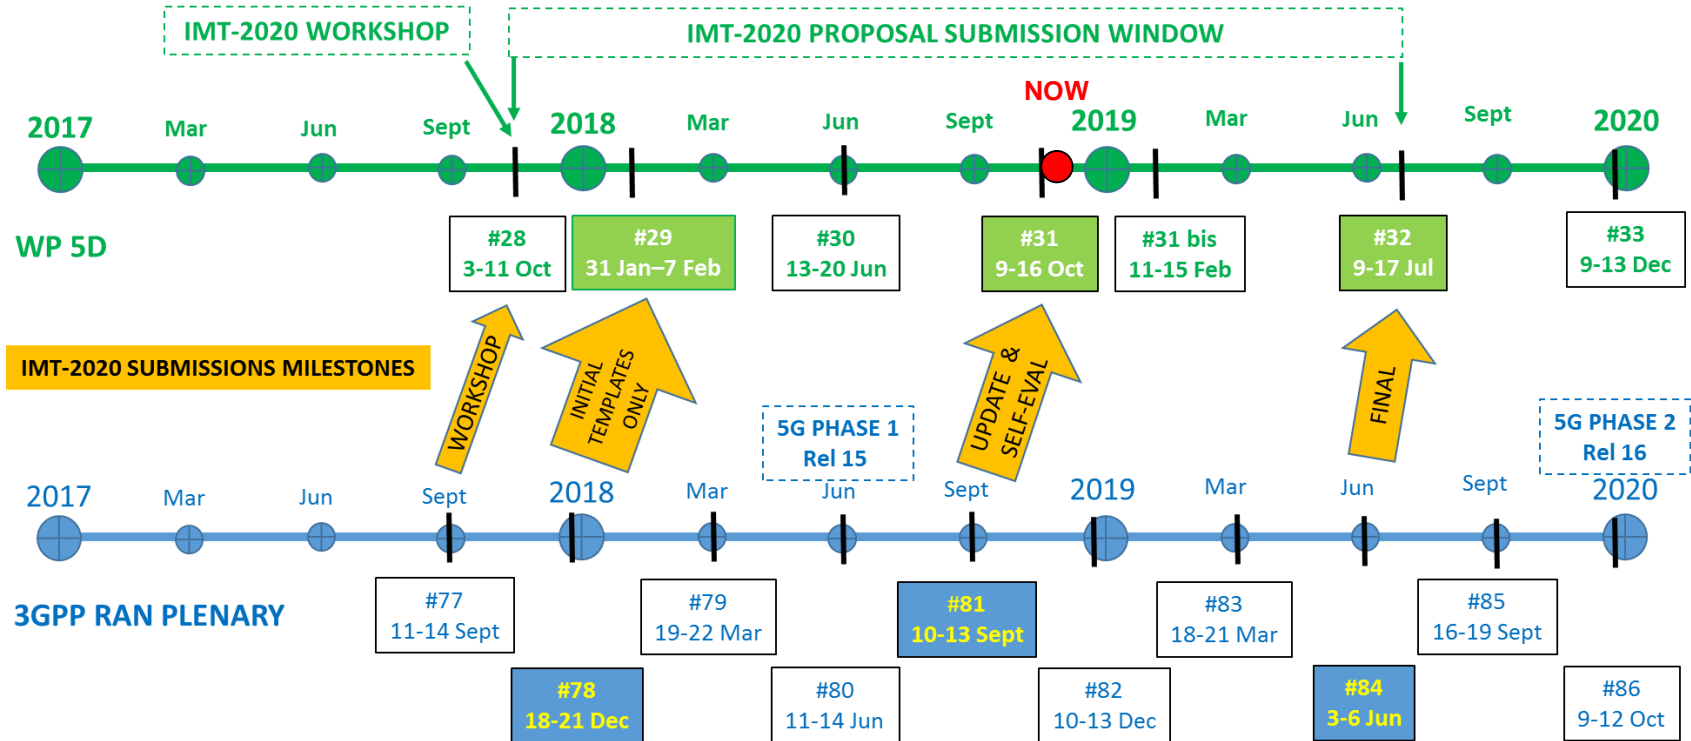 IMT-2020 WORKSHOP
IMT-2020 PROPOSAL SUBMISSION WINDOW
NOW
2017
Mar
Jun
Sept
2018
Mar
Jun
Sept
2019
Mar
Jun
Sept
2020
WP 5D
#28
3-11 Oct
#29
31 Jan–7 Feb
#30
13-20 Jun
#31
9-16 Oct
#31 bis
11-15 Feb
#32
9-17 Jul
#33
9-13 Dec
IMT-2020 SUBMISSIONS MILESTONES
WORKSHOP
INITIAL
TEMPLATES
ONLY
UPDATE &
SELF-EVAL
FINAL
5G PHASE 1
Rel 15
5G PHASE 2
Rel 16
2017
Mar
Jun
Sept
2018
Mar
Jun
Sept
2019
Mar
Jun
Sept
2020
3GPP RAN PLENARY
#77
11-14 Sept
#78
18-21 Dec
#79
19-22 Mar
#80
11-14 Jun
#81
10-13 Sept
#82
10-13 Dec
#83
18-21 Mar
#84
3-6 Jun
#85
16-19 Sept
#86
9-12 Oct